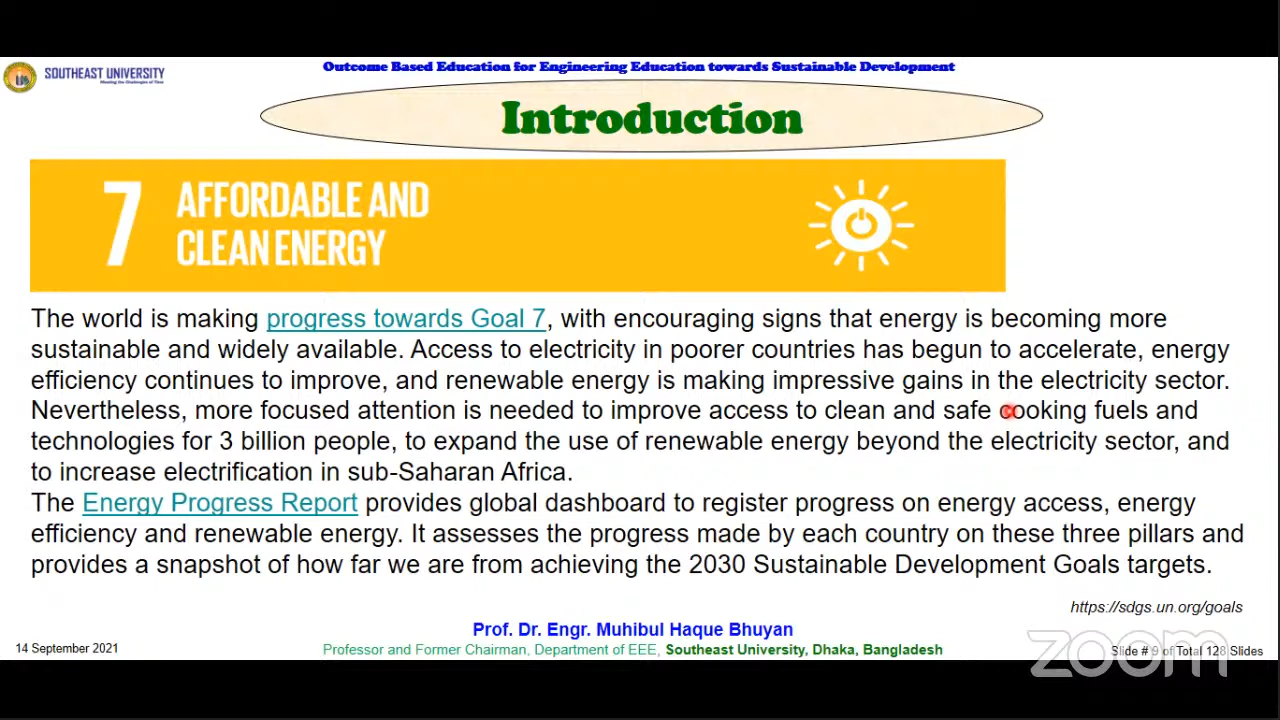 SOUTHEAST UNIVERSITY
Outcome Based Education for Engineering Education towards Sustainable Development
Introduction
7 AFFORDABLE AND
CLEAN ENERGY
The world is making progress towards Goal 7, with encouraging signs that energy is becoming more
sustainable and widely available. Access to electricity in poorer countries has begun to accelerate, energy
efficiency continues to improve, and renewable energy is making impressive gains in the electricity sector.
Nevertheless, more focused attention is needed to improve access to clean and safe cooking fuels and
technologies for 3 billion people, to expand the use of renewable energy beyond the electricity sector, and
to increase electrification in sub-Saharan Africa.
The Energy Progress Report provides global dashboard to register progress on energy access, energy
efficiency and renewable energy. It assesses the progress made by each country on these three pillars and
provides a snapshot of how far we are from achieving the 2030 Sustainable Development Goals targets.
https://sdgs.un.org/goals
Prof. Dr. Engr. Muhibul Haque Bhuyan
14 September 2021
Professor and Former Chairman, Department of EEE, Southeast University, Dhaka, Bangladesh
Slide # 9 of Total 128 Slides
zoom